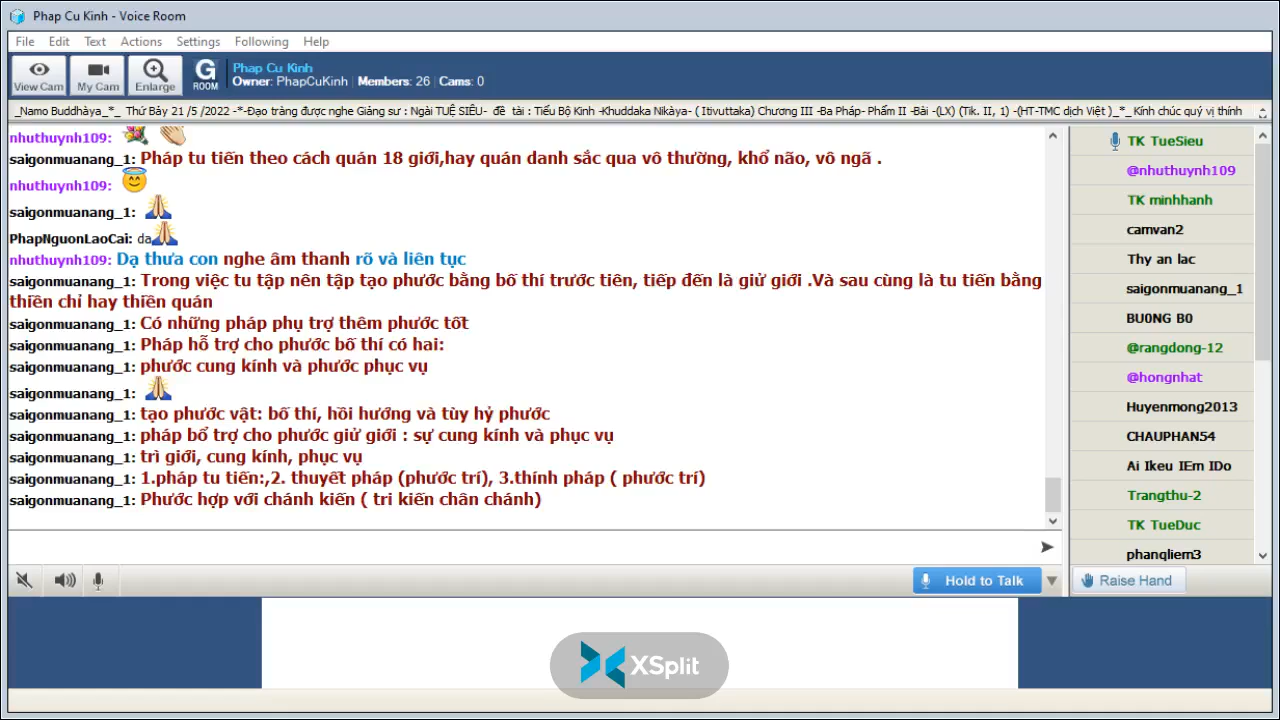 Phap Cu Kinh - Voice Room
File Edit Text Actions Settings Following Help
View Cam My Cam Enlarge G ROOM
Phap Cu Kinh
Owner: PhapCuKinh | Members: 26 | Cams: 0
_Namo Buddhàya_*_ Thứ Bảy 21 /5 /2022 -*-Đạo tràng được nghe Giảng sư : Ngài TUỆ SIÊU- đề tài : Tiểu Bộ Kinh -Khuddaka Nikàya- ( Itivuttaka) Chương III -Ba Pháp- Phẩm II -Bài -(LX) (Tik. II, 1) -(HT-TMC dịch Việt )_*_ Kính chúc quý vị thính
nhuthuynh109:
saigonmuanang_1: Pháp tu tiến theo cách quán 18 giới,hay quán danh sắc qua vô thường, khổ não, vô ngã .
nhuthuynh109:
saigonmuanang_1:
PhapNguonLaoCai: da
nhuthuynh109: Dạ thưa con nghe âm thanh rõ và liên tục
saigonmuanang_1: Trong việc tu tập nên tập tạo phước bằng bố thí trước tiên, tiếp đến là giử giới .Và sau cùng là tu tiến bằng
thiền chỉ hay thiền quán
saigonmuanang_1: Có những pháp phụ trợ thêm phước tốt
saigonmuanang_1: Pháp hỗ trợ cho phước bố thí có hai:
saigonmuanang_1: phước cung kính và phước phục vụ
saigonmuanang_1:
saigonmuanang_1: tạo phước vật: bố thí, hồi hướng và tùy hỷ phước
saigonmuanang_1: pháp bổ trợ cho phước giử giới : sự cung kính và phục vụ
saigonmuanang_1: trì giới, cung kính, phục vụ
saigonmuanang_1: 1.pháp tu tiến:,2. thuyết pháp (phước trí), 3.thính pháp ( phước trí)
saigonmuanang_1: Phước hợp với chánh kiến ( tri kiến chân chánh)
TK TueSieu
@nhuthuynh109
TK minhhanh
camvan2
Thy an lac
saigonmuanang_1
BU0NG B0
@rangdong-12
@hongnhat
Huyenmong2013
CHAUPHAN54
Ai Ikeu IEm IDo
Trangthu-2
TK TueDuc
phanqliem3
Hold to Talk
Raise Hand
XSplit